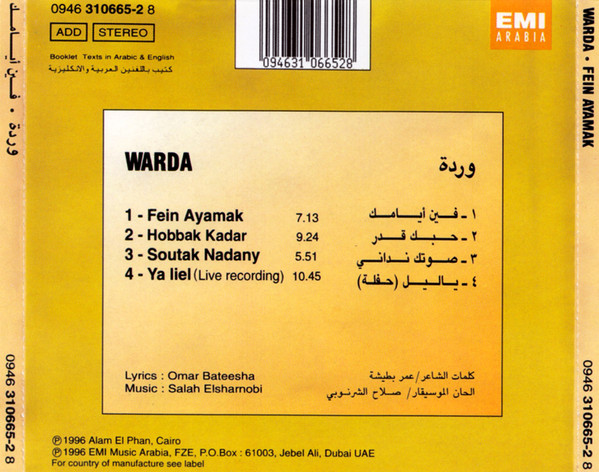 0946 310665-2 8
ADD STEREO
Booklet Texts in Arabic & English
كتيب باللغتين العربية والانكليزية
094631 066528
EMI
ARABIA
WARDA
وردة
1 - Fein Ayamak 7.13
١ - فين أيامك
2 - Hobbak Kadar 9.24
٢ - حبك قدر
3 - Soutak Nadany 5.51
٣ - صوتك نداني
4 - Ya liel (Live recording) 10.45
٤ - ياليل (حفلة)
Lyrics : Omar Bateesha
كلمات الشاعر/عمر بطيشة
Music : Salah Elsharnobi
الحان الموسيقار/ صلاح الشرنوبي
℗ 1996 Alam El Phan, Cairo
℗ 1996 EMI Music Arabia, FZE, P.O.Box : 61003, Jebel Ali, Dubai UAE
For country of manufacture see label
وردة • فين أيامك
0946 310665-2 8
WARDA • FEIN AYAMAK
0946 310665-2 8